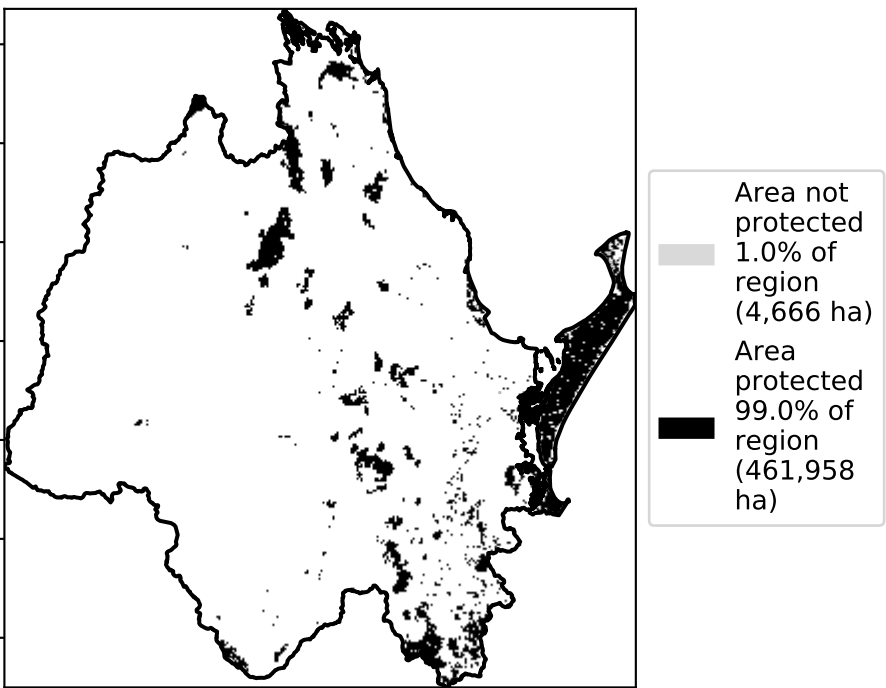 Area not
protected
1.0% of
region
(4,666 ha)
Area
protected
99.0% of
region
(461,958
ha)